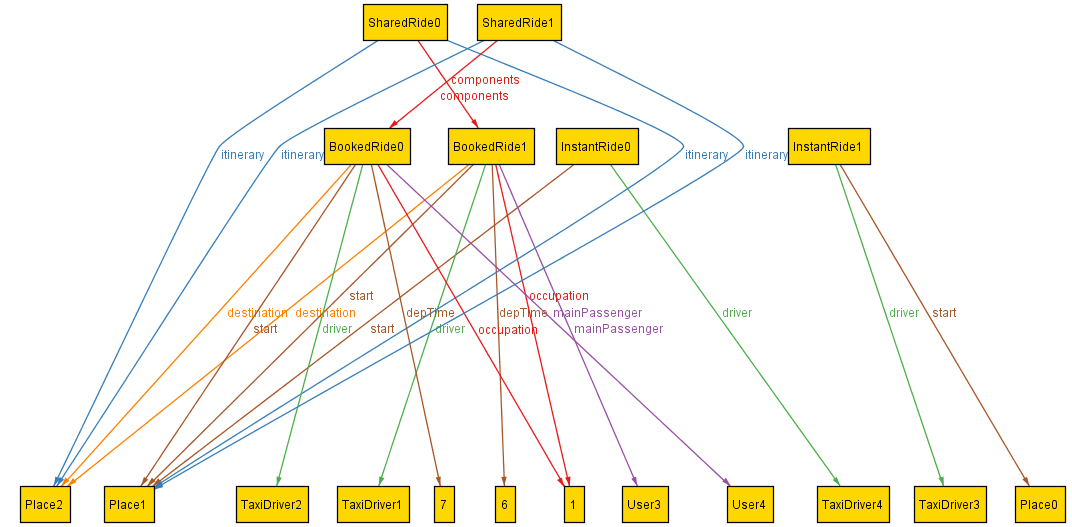 SharedRide0 SharedRide1
components
components
itinerary itinerary itinerary itinerary
BookedRide0 BookedRide1 InstantRide0 InstantRide1
start occupation
destination destination depTime depTime mainPassenger driver driver start
start driver start driver occupation mainPassenger
Place2 Place1 TaxiDriver2 TaxiDriver1 7 6 1 User3 User4 TaxiDriver4 TaxiDriver3 Place0